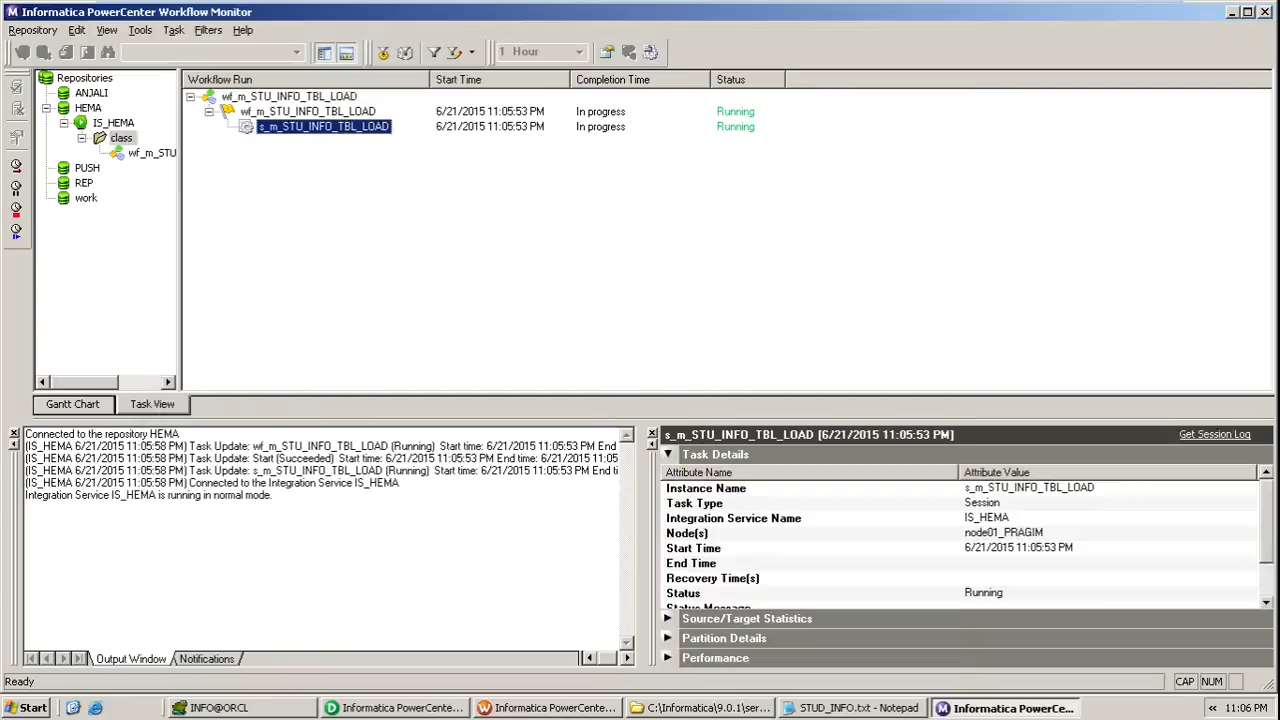 Informatica PowerCenter Workflow Monitor
Repository Edit View Tools Task Filters Help
1 Hour
Repositories
ANJALI
HEMA
IS_HEMA
class
wf_m_STU
PUSH
REP
work
Workflow Run Start Time Completion Time Status
wf_m_STU_INFO_TBL_LOAD
wf_m_STU_INFO_TBL_LOAD 6/21/2015 11:05:53 PM In progress Running
s_m_STU_INFO_TBL_LOAD 6/21/2015 11:05:53 PM In progress Running
Gantt Chart Task View
Connected to the repository HEMA
(IS_HEMA 6/21/2015 11:05:58 PM) Task Update: wf_m_STU_INFO_TBL_LOAD (Running) Start time: 6/21/2015 11:05:53 PM End
(IS_HEMA 6/21/2015 11:05:58 PM) Task Update: Start (Succeeded) Start time: 6/21/2015 11:05:53 PM End time: 6/21/2015 11:05
(IS_HEMA 6/21/2015 11:05:58 PM) Task Update: s_m_STU_INFO_TBL_LOAD (Running) Start time: 6/21/2015 11:05:53 PM End ti
(IS_HEMA 6/21/2015 11:05:58 PM) Connected to the Integration Service IS_HEMA
Integration Service IS_HEMA is running in normal mode.
Output Window Notifications
s_m_STU_INFO_TBL_LOAD [6/21/2015 11:05:53 PM] Get Session Log
Task Details
Attribute Name Attribute Value
Instance Name s_m_STU_INFO_TBL_LOAD
Task Type Session
Integration Service Name IS_HEMA
Node(s) node01_PRAGIM
Start Time 6/21/2015 11:05:53 PM
End Time
Recovery Time(s)
Status Running
Status Message
Source/Target Statistics
Partition Details
Performance
Ready CAP NUM
Start INFO@ORCL Informatica PowerCente... Informatica PowerCente... C:\Informatica\9.0.1\ser... STUD_INFO.txt - Notepad Informatica PowerCe... 11:06 PM